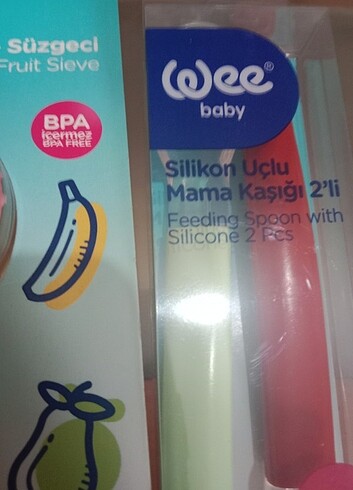 Süzgeci
Fruit Sieve
BPA
içermez
BPA FREE
wee®
baby
Silikon Uçlu
Mama Kaşığı 2'li
Feeding Spoon with
Silicone 2 Pcs